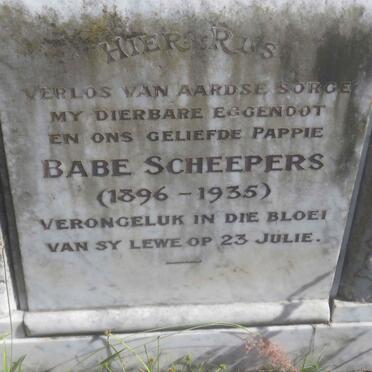 HIER RUS
VERLOS VAN AARDSE SORGE
MY DIERBARE EGGENOOT
EN ONS GELIEFDE PAPPIE
BABE SCHEEPERS
(1896 – 1935)
VERONGELUK IN DIE BLOEI
VAN SY LEWE OP 23 JULIE.